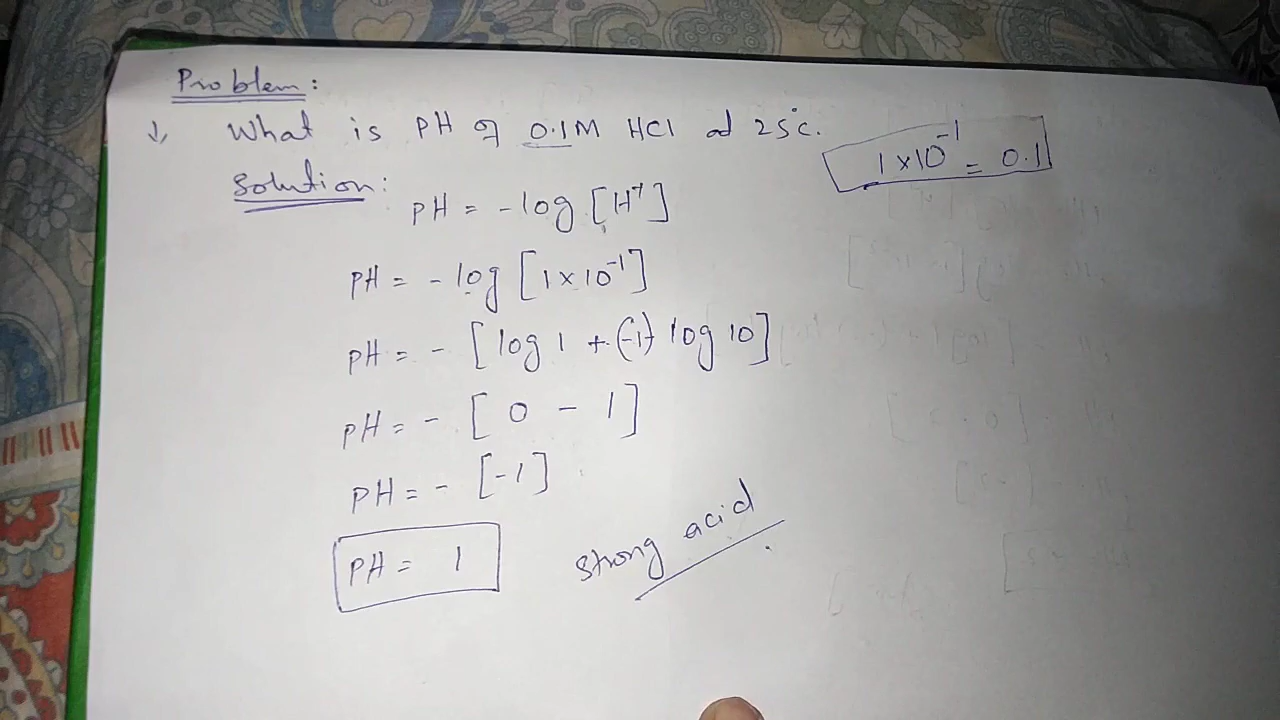 Problem:
1, What is PH of 0.1M HCl at 25°c.
1 x 10⁻¹ = 0.1
Solution:
PH = - log [H⁺]
PH = - log [1 x 10⁻¹]
PH = - [log 1 + (-1) log 10]
PH = - [0 - 1]
PH = - [-1]
PH = 1
strong acid